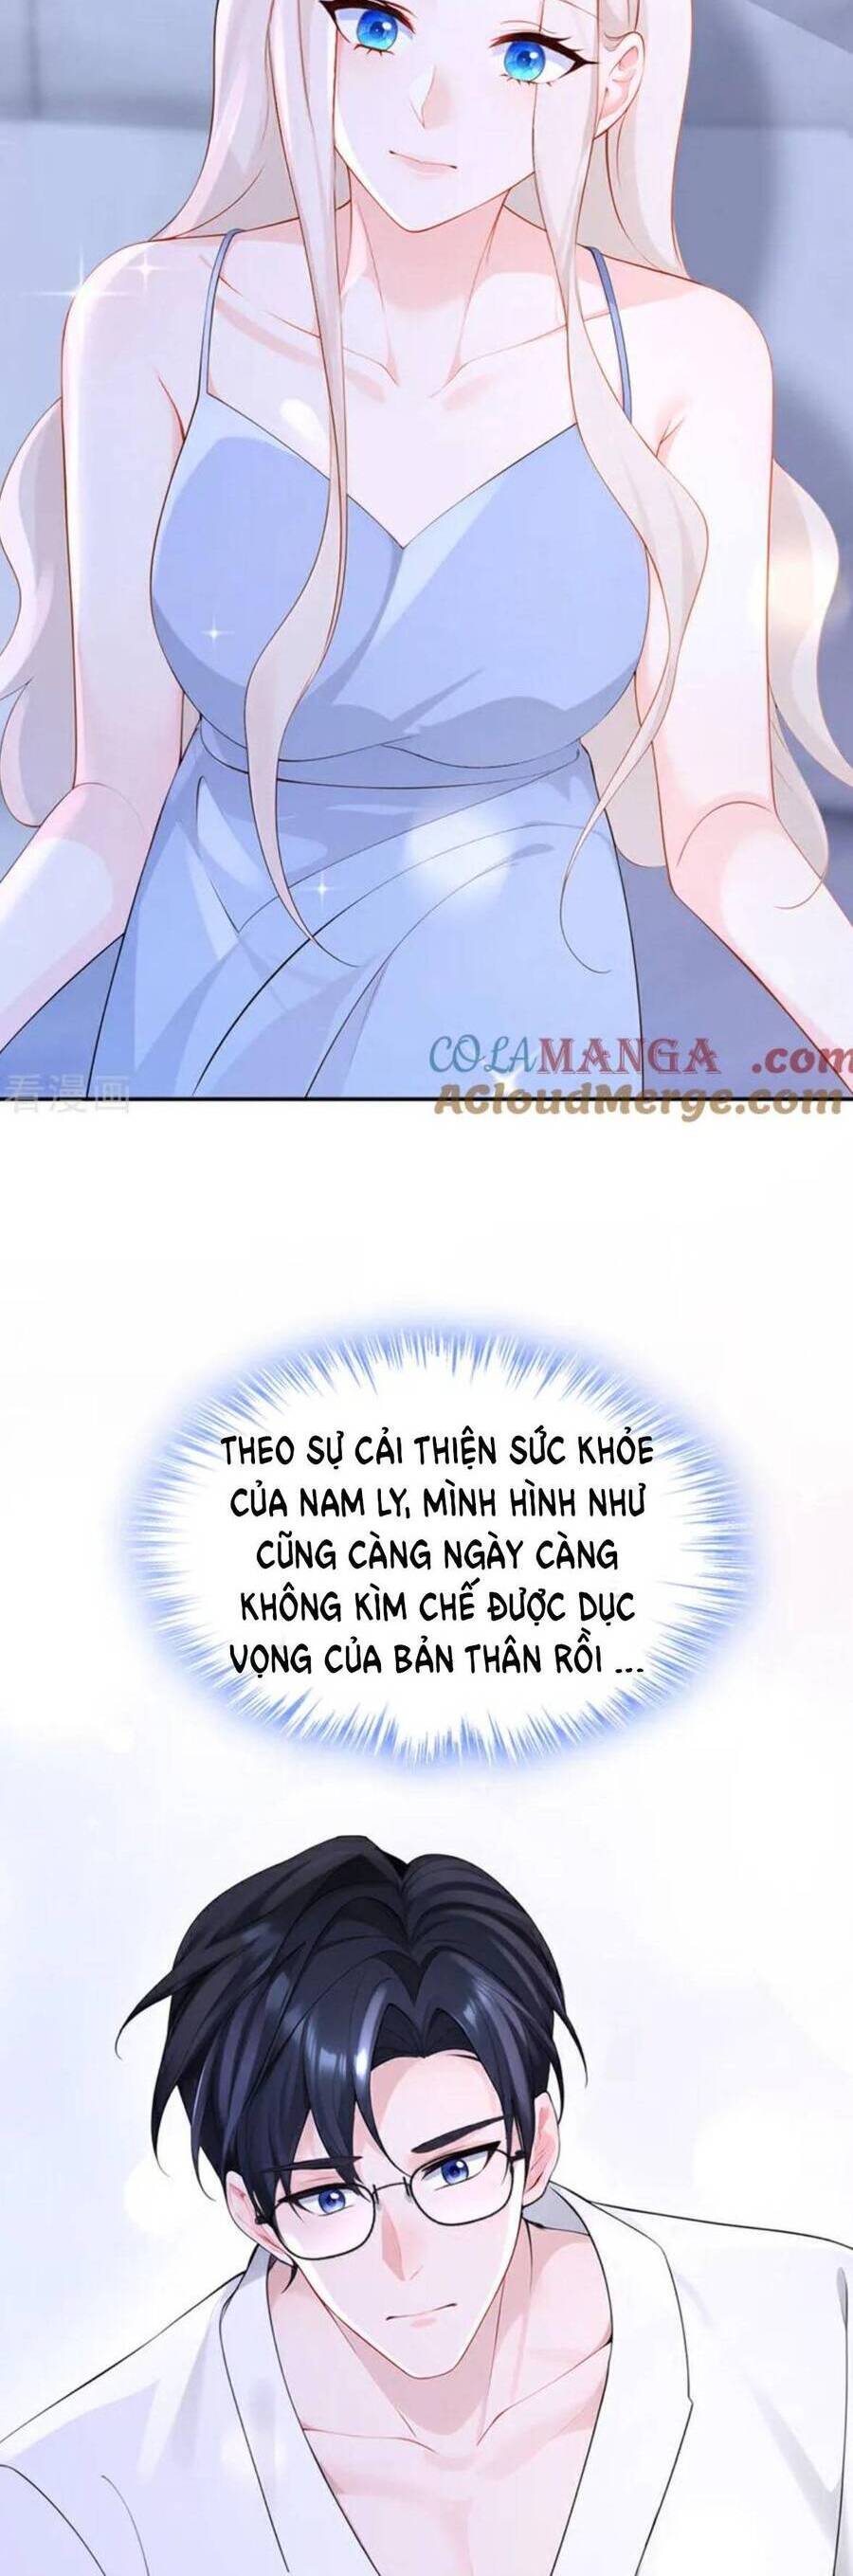 COLAMANGA.com
看漫画
AcloudMerge.com
THEO SỰ CẢI THIỆN SỨC KHỎE
CỦA NAM LY, MÌNH HÌNH NHƯ
CŨNG CÀNG NGÀY CÀNG
KHÔNG KÌM CHẾ ĐƯỢC DỤC
VỌNG CỦA BẢN THÂN RỒI ...